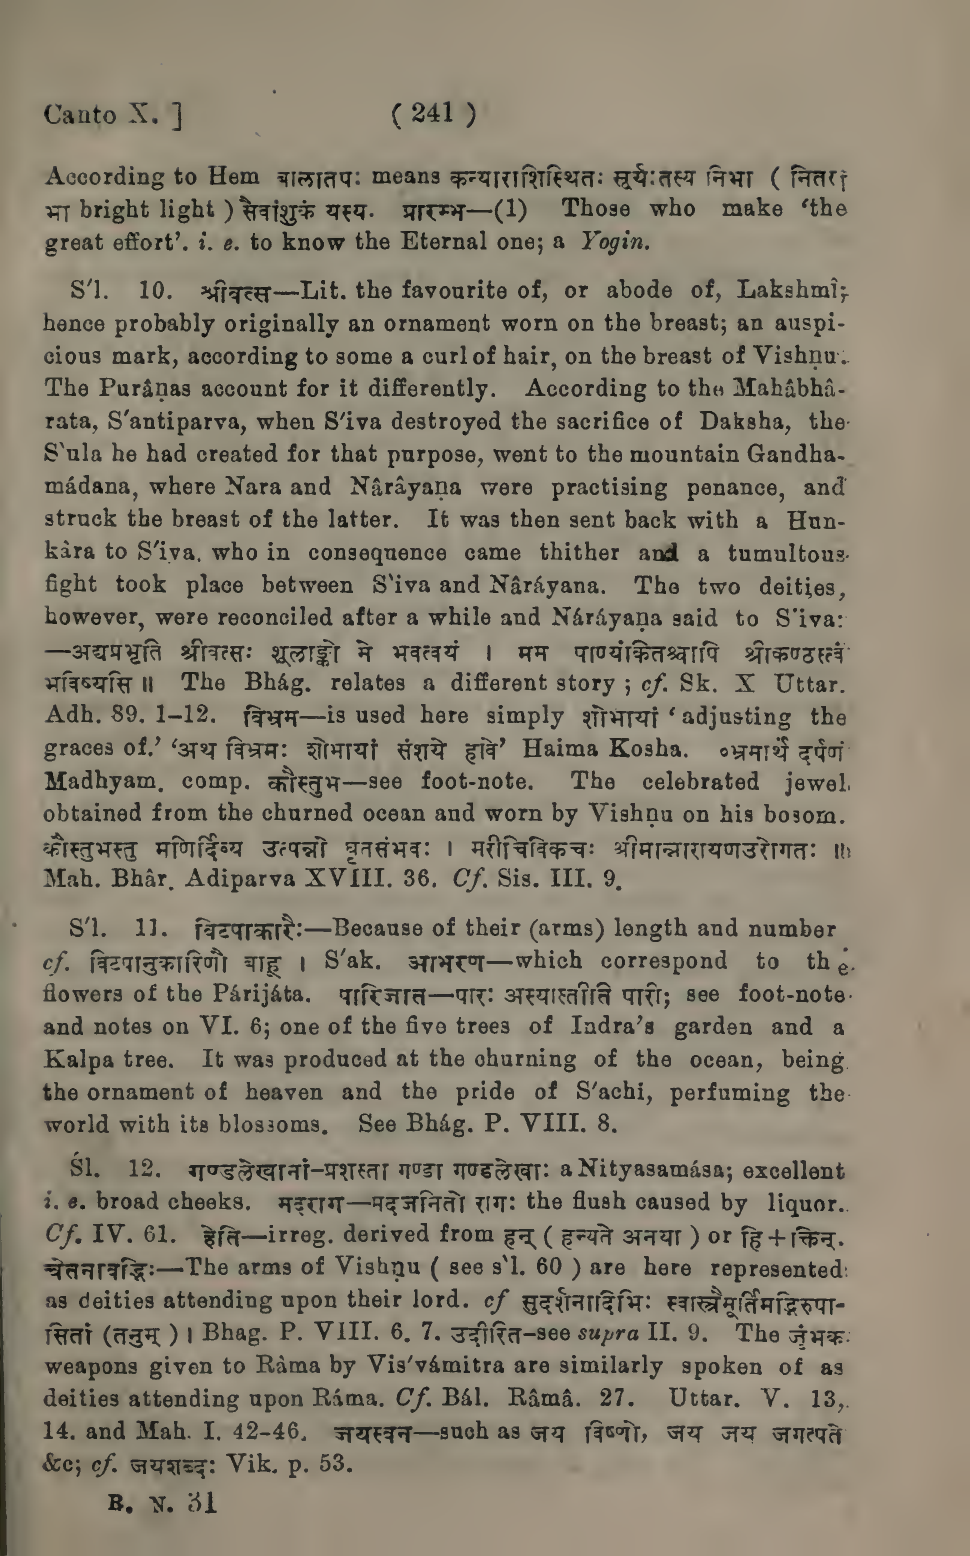 Canto X. ] ( 241 )
According to Hem बालातपः means कन्याराशिस्थितः सूर्यःतस्य निभा ( नितरां
भा bright light ) सैवांशुकं यस्य. प्रारम्भ—(1) Those who make ‘the
great effort’. i. e. to know the Eternal one; a Yogin.
S'l. 10. श्रीवत्स—Lit. the favourite of, or abode of, Lakshmî;
hence probably originally an ornament worn on the breast; an auspi-
cious mark, according to some a curl of hair, on the breast of Vishṇu.
The Purâṇas account for it differently. According to the Mahâbhâ-
rata, S'antiparva, when S'iva destroyed the sacrifice of Daksha, the
S'ula he had created for that purpose, went to the mountain Gandha-
mádana, where Nara and Nârâyaṇa were practising penance, and
struck the breast of the latter. It was then sent back with a Hun-
kàra to S'iva, who in consequence came thither and a tumultous
fight took place between S'iva and Nâráyana. The two deities,
however, were reconciled after a while and Náráyaṇa said to S'iva:
—अद्यप्रभृति श्रीवत्सः शूलाङ्को मे भवत्वयं । मम पाण्यांकितश्चापि श्रीकण्ठस्त्वं
भविष्यसि ॥ The Bhág. relates a different story ; cf. Sk. X Uttar.
Adh. 89. 1-12. विभ्रम—is used here simply शोभायां ‘ adjusting the
graces of.’ ‘अथ विभ्रमः शोभायां संशये हावे’ Haima Kosha. ०भ्रमार्थं दर्पणं
Madhyam. comp. कौस्तुभ—see foot-note. The celebrated jewel
obtained from the churned ocean and worn by Vishṇu on his bosom.
कौस्तुभस्तु मणिर्दिव्य उत्पन्नो घृतसंभवः । मरीचिविकचः श्रीमान्नारायणउरोगतः ॥
Mah. Bhâr. Adiparva XVIII. 36. Cf. Sis. III. 9.
S'l. 11. विटपाकारैः—Because of their (arms) length and number
cf. विटपानुकारिणौ बाहू । S'ak. आभरण—which correspond to the
flowers of the Párijáta. पारिजात—पारः अस्यास्तीति पारी; see foot-note
and notes on VI. 6; one of the five trees of Indra's garden and a
Kalpa tree. It was produced at the churning of the ocean, being
the ornament of heaven and the pride of S'achi, perfuming the
world with its blossoms. See Bhág. P. VIII. 8.
Śl. 12. गण्डलेखानां–प्रशस्ता गण्डा गण्डलेखाः a Nityasamása; excellent
i. e. broad cheeks. मदराग—मदजनितो रागः the flush caused by liquor.
Cf. IV. 61. हेति—irreg. derived from हन् ( हन्यते अनया ) or हि + क्तिन्.
चेतनावद्भिः—The arms of Vishṇu ( see s'l. 60 ) are here represented
as deities attending upon their lord. cf सुदर्शनादिभिः स्वास्त्रैर्मूर्तिमद्भिरुपा-
सितां (तनुम् ) । Bhag. P. VIII. 6. 7. उदीरित–see supra II. 9. The जृंभक
weapons given to Ràma by Vis'vámitra are similarly spoken of as
deities attending upon Ráma. Cf. Bál. Râmâ. 27. Uttar. V. 13,
14. and Mah. I. 42-46. जयस्वन—such as जय विष्णो, जय जय जगत्पते
&c; cf. जयशब्दः Vik. p. 53.
B. N. 31